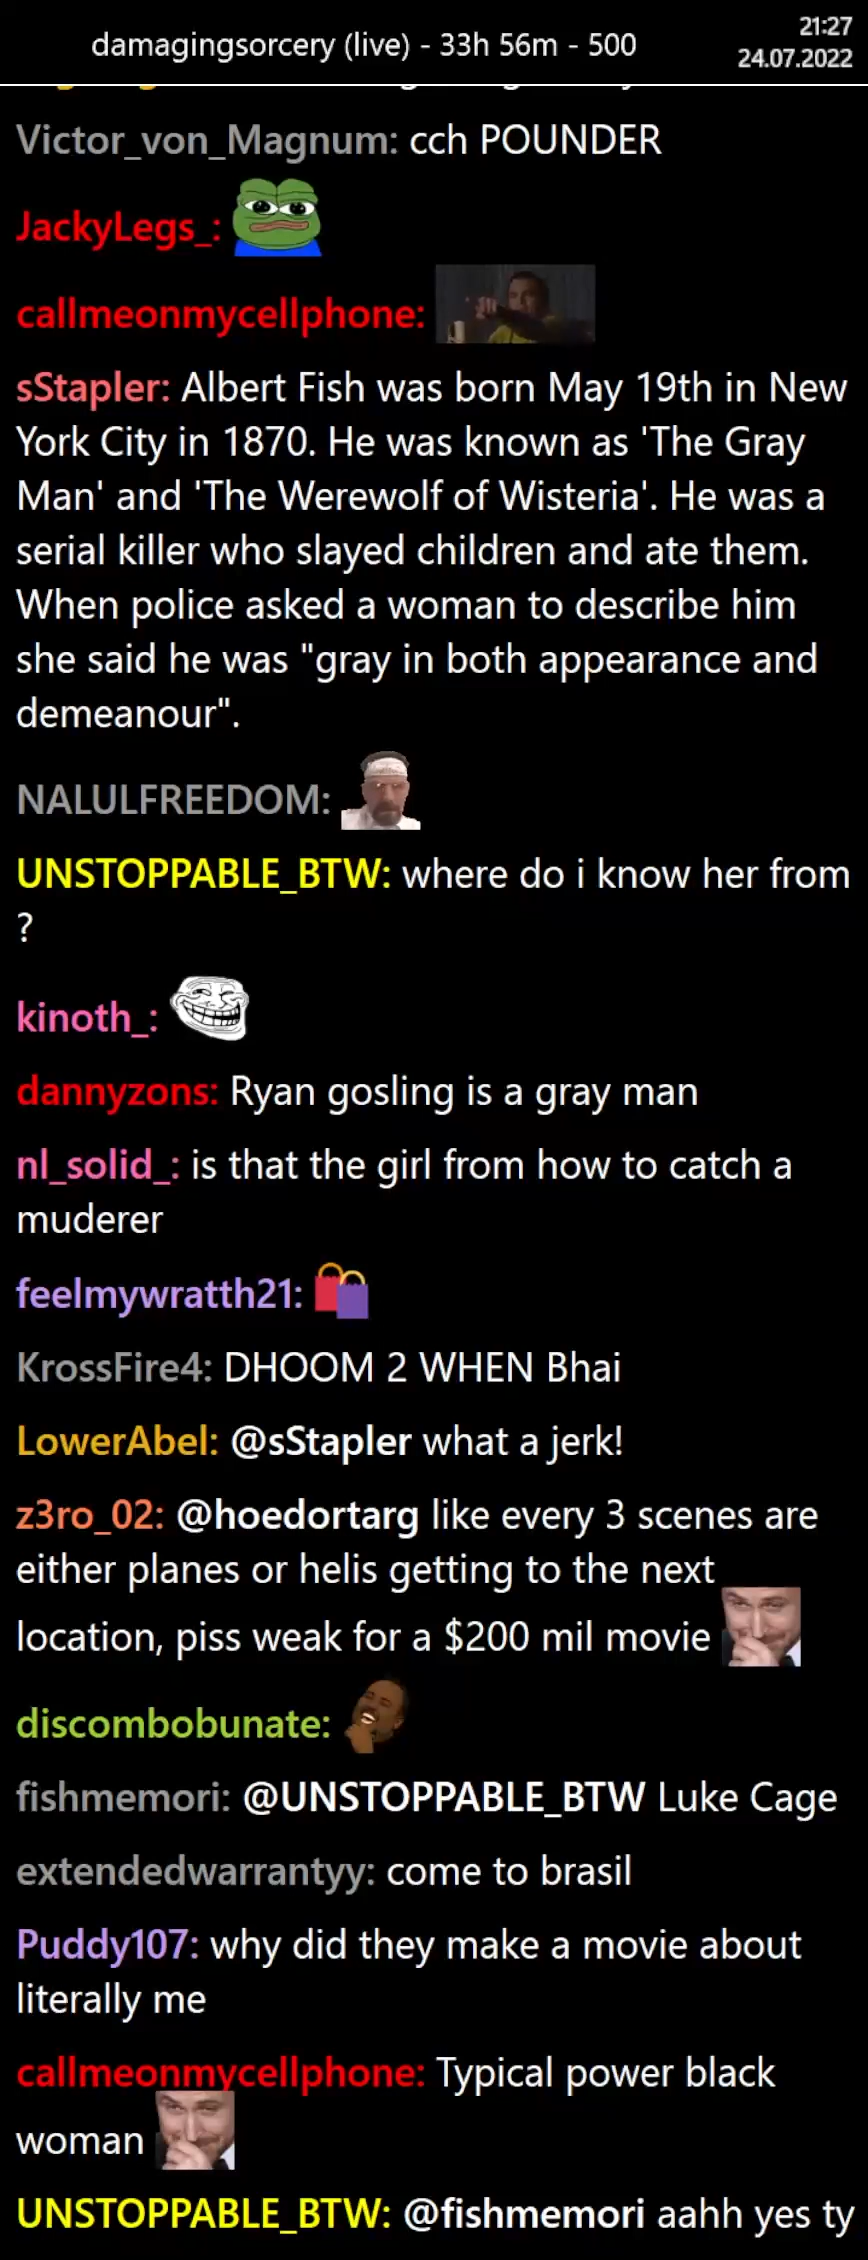 damagingsorcery (live) - 33h 56m - 500
21:27
24.07.2022
Victor_von_Magnum: cch POUNDER
JackyLegs_:
callmeonmycellphone:
sStapler: Albert Fish was born May 19th in New
York City in 1870. He was known as 'The Gray
Man' and 'The Werewolf of Wisteria'. He was a
serial killer who slayed children and ate them.
When police asked a woman to describe him
she said he was "gray in both appearance and
demeanour".
NALULFREEDOM:
UNSTOPPABLE_BTW: where do i know her from
?
kinoth_:
dannyzons: Ryan gosling is a gray man
nl_solid_: is that the girl from how to catch a
muderer
feelmywratth21:
KrossFire4: DHOOM 2 WHEN Bhai
LowerAbel: @sStapler what a jerk!
z3ro_02: @hoedortarg like every 3 scenes are
either planes or helis getting to the next
location, piss weak for a $200 mil movie
discombobunate:
fishmemori: @UNSTOPPABLE_BTW Luke Cage
extendedwarrantyy: come to brasil
Puddy107: why did they make a movie about
literally me
callmeonmycellphone: Typical power black
woman
UNSTOPPABLE_BTW: @fishmemori aahh yes ty